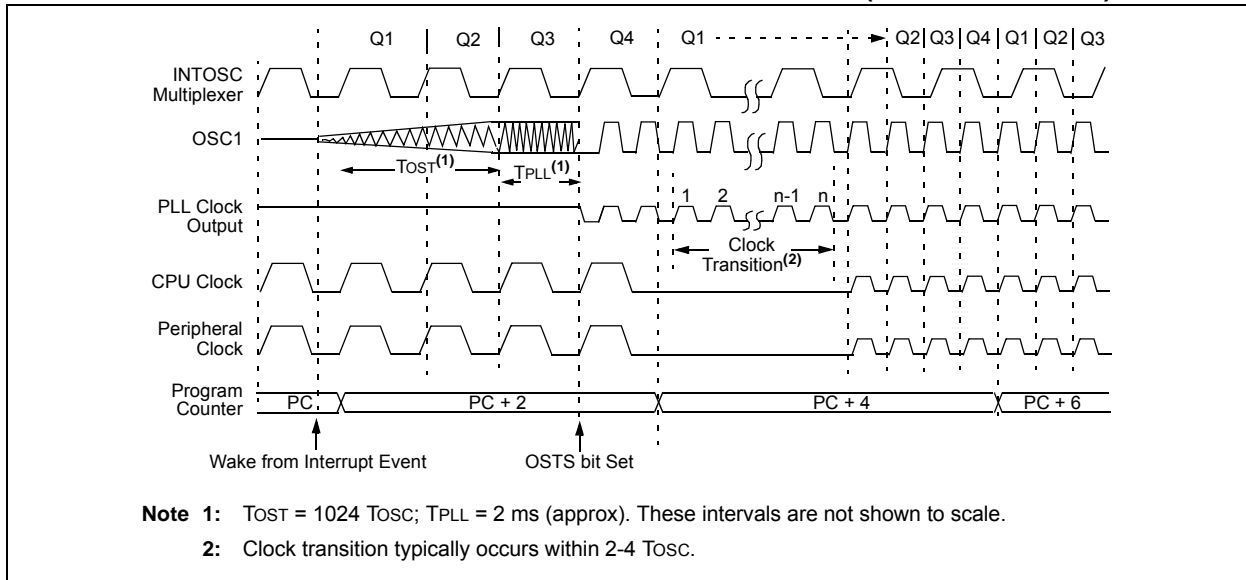 Q1 Q2 Q3 Q4 Q1 Q2 Q3 Q4 Q1 Q2 Q3
INTOSC
Multiplexer
OSC1
TOST(1)
TPLL(1)
1 2 n-1 n
PLL Clock
Output
Clock
Transition(2)
CPU Clock
Peripheral
Clock
Program
Counter
PC PC + 2 PC + 4 PC + 6
Wake from Interrupt Event OSTS bit Set
Note 1: TOST = 1024 TOSC; TPLL = 2 ms (approx). These intervals are not shown to scale.
2: Clock transition typically occurs within 2-4 TOSC.